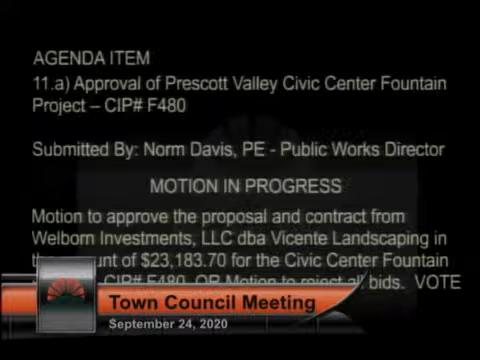 AGENDA ITEM
11.a) Approval of Prescott Valley Civic Center Fountain
Project – CIP# F480
Submitted By: Norm Davis, PE - Public Works Director
MOTION IN PROGRESS
Motion to approve the proposal and contract from
Welborn Investments, LLC dba Vicente Landscaping in
of $23,183.70 for the Civic Center Fountain
CIP# F480, OR Motion to reject all bids. VOTE
Town Council Meeting
September 24, 2020